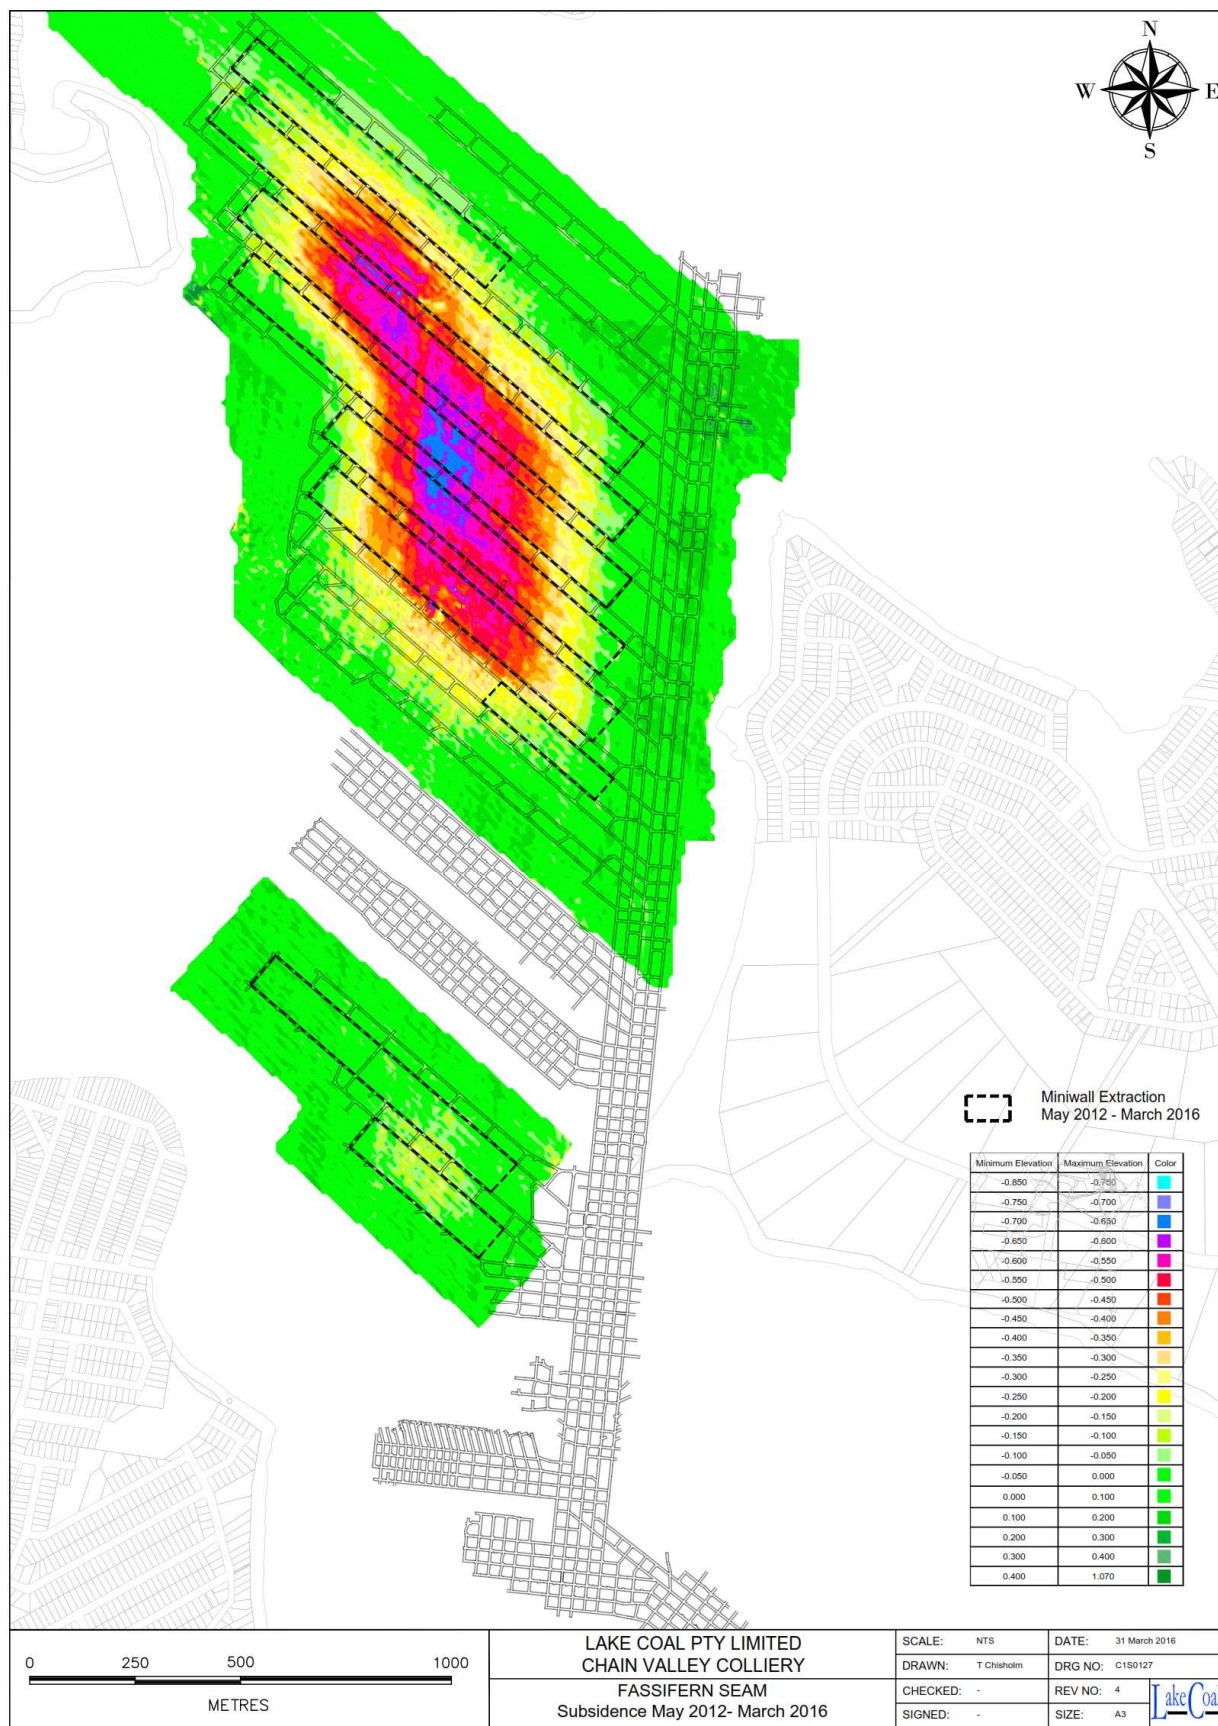 N
W E
S
Miniwall Extraction
May 2012 - March 2016
Minimum Elevation Maximum Elevation Color
-0.850 -0.750
-0.750 -0.700
-0.700 -0.650
-0.650 -0.600
-0.600 -0.550
-0.550 -0.500
-0.500 -0.450
-0.450 -0.400
-0.400 -0.350
-0.350 -0.300
-0.300 -0.250
-0.250 -0.200
-0.200 -0.150
-0.150 -0.100
-0.100 -0.050
-0.050 0.000
0.000 0.100
0.100 0.200
0.200 0.300
0.300 0.400
0.400 1.070
0 250 500 1000
METRES
LAKE COAL PTY LIMITED
CHAIN VALLEY COLLIERY
FASSIFERN SEAM
Subsidence May 2012- March 2016
SCALE: NTS DATE: 31 March 2016
DRAWN: T Chisholm DRG NO: C1S0127
CHECKED: - REV NO: 4
SIGNED: - SIZE: A3
Lake Coa